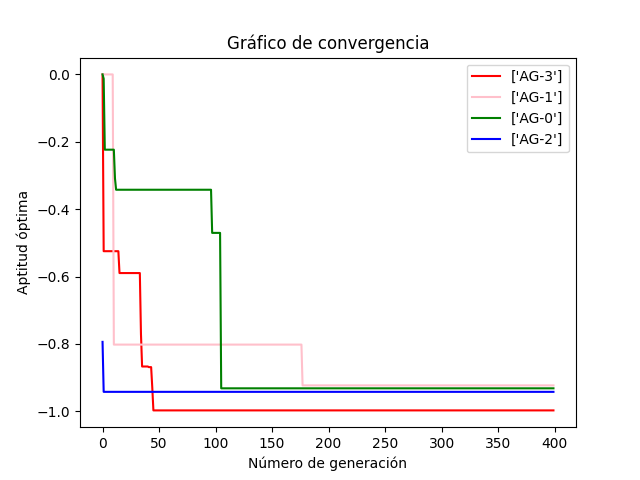 Gráfico de convergencia
['AG-3']
['AG-1']
['AG-0']
['AG-2']
Aptitud óptima
0.0
−0.2
−0.4
−0.6
−0.8
−1.0
0 50 100 150 200 250 300 350 400
Número de generación